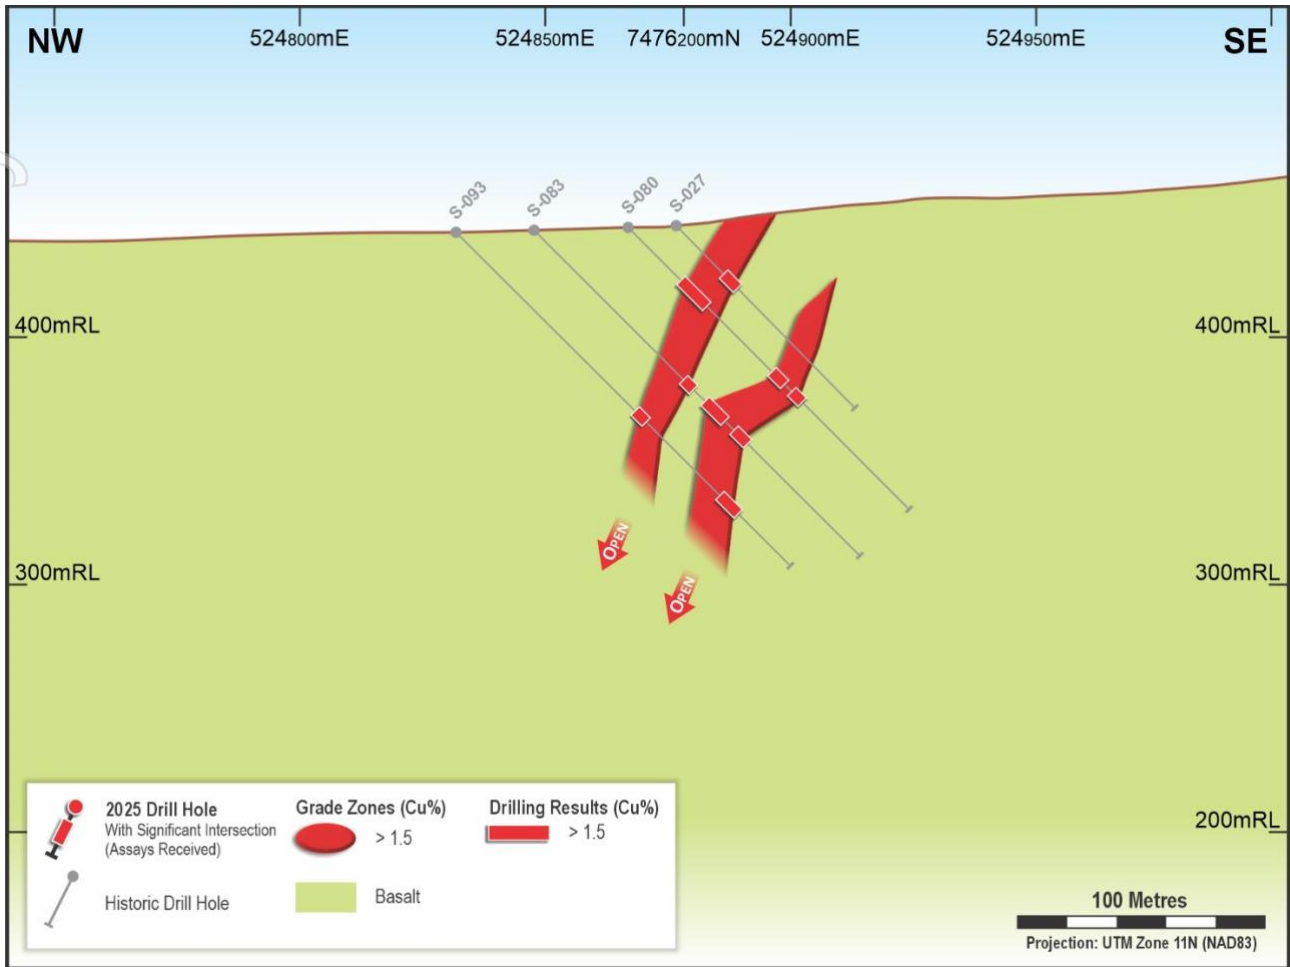 NW
524800mE
524850mE
7476200mN
524900mE
524950mE
SE
S-093
S-083
S-080
S-027
400mRL
400mRL
300mRL
300mRL
OPEN
OPEN
200mRL
2025 Drill Hole
With Significant Intersection
(Assays Received)
Historic Drill Hole
Grade Zones (Cu%)
> 1.5
Basalt
Drilling Results (Cu%)
> 1.5
100 Metres
Projection: UTM Zone 11N (NAD83)